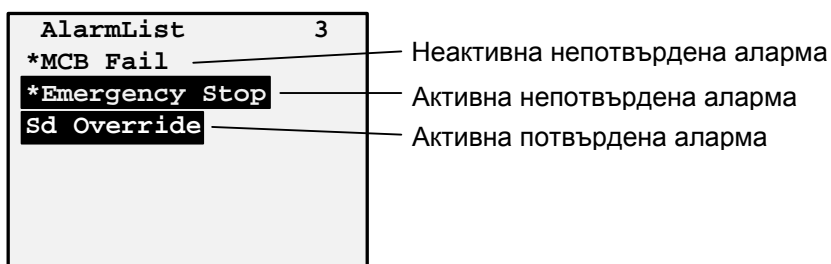 AlarmList 3
*MCB Fail
*Emergency Stop
Sd Override
Неактивна непотвърдена аларма
Активна непотвърдена аларма
Активна потвърдена аларма